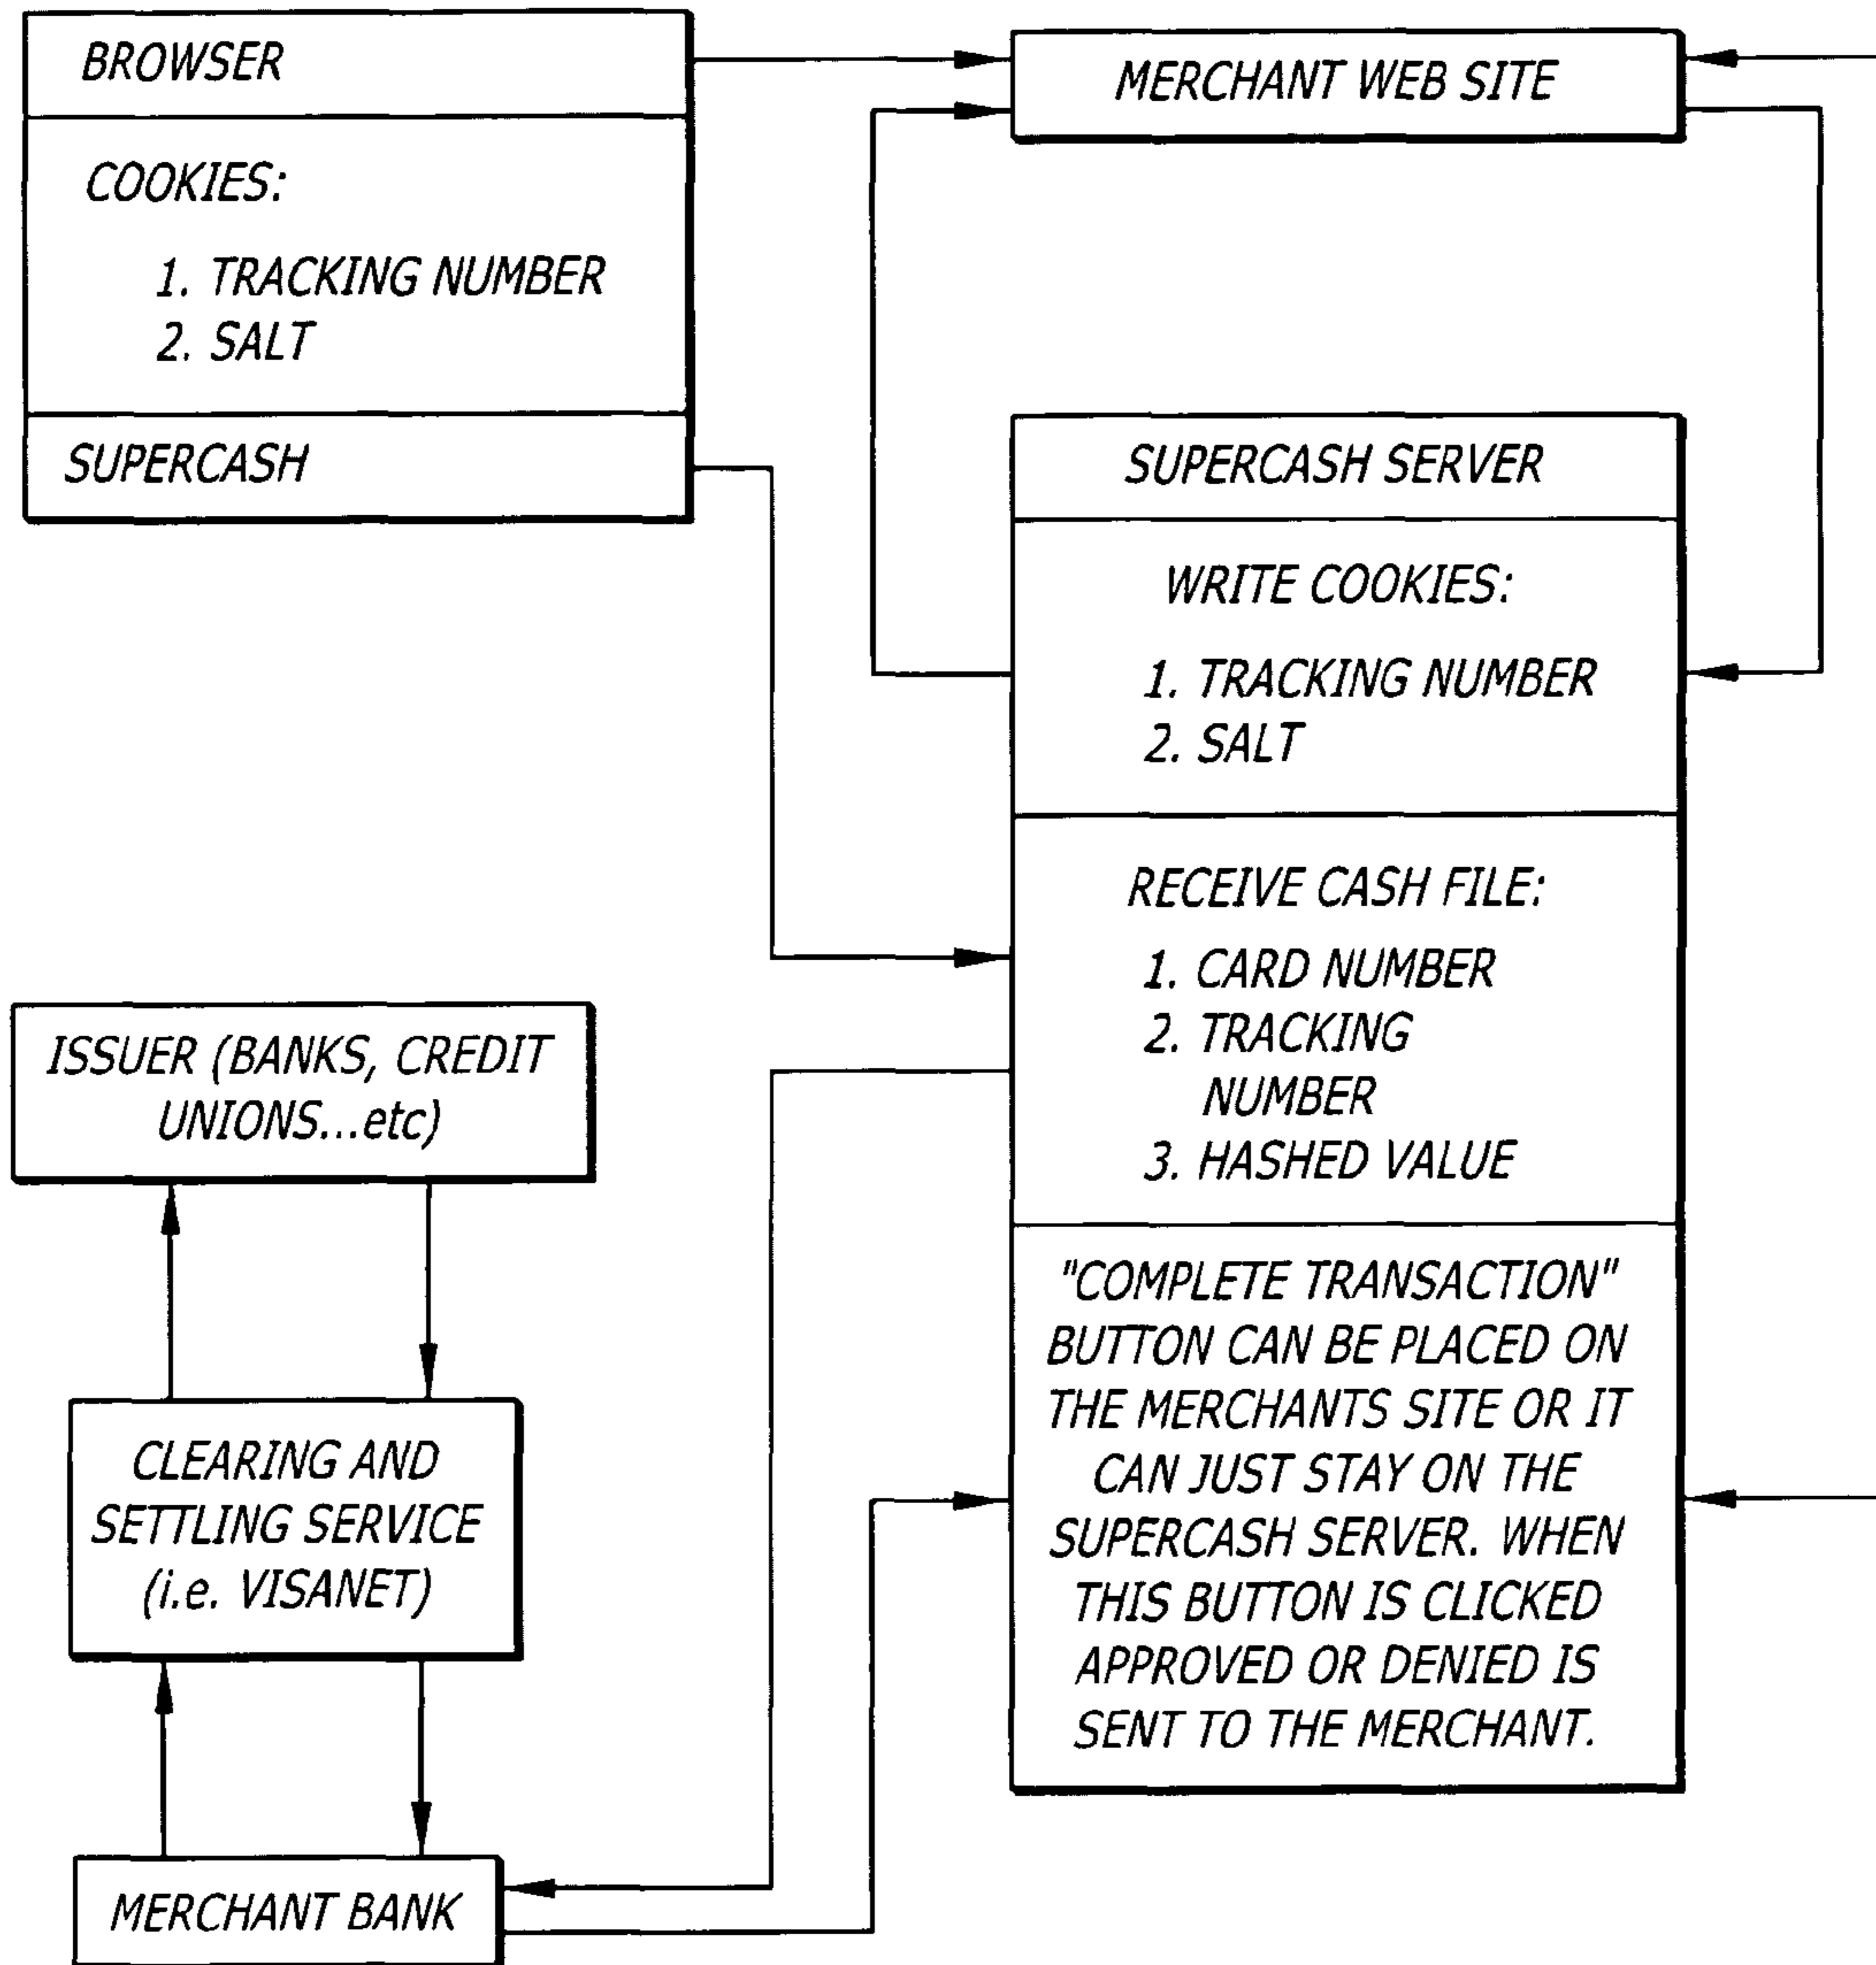 BROWSER
COOKIES:
1. TRACKING NUMBER
2. SALT
SUPERCASH
MERCHANT WEB SITE
SUPERCASH SERVER
WRITE COOKIES:
1. TRACKING NUMBER
2. SALT
RECEIVE CASH FILE:
1. CARD NUMBER
2. TRACKING
NUMBER
3. HASHED VALUE
"COMPLETE TRANSACTION"
BUTTON CAN BE PLACED ON
THE MERCHANTS SITE OR IT
CAN JUST STAY ON THE
SUPERCASH SERVER. WHEN
THIS BUTTON IS CLICKED
APPROVED OR DENIED IS
SENT TO THE MERCHANT.
ISSUER (BANKS, CREDIT
UNIONS...etc)
CLEARING AND
SETTLING SERVICE
(i.e. VISANET)
MERCHANT BANK